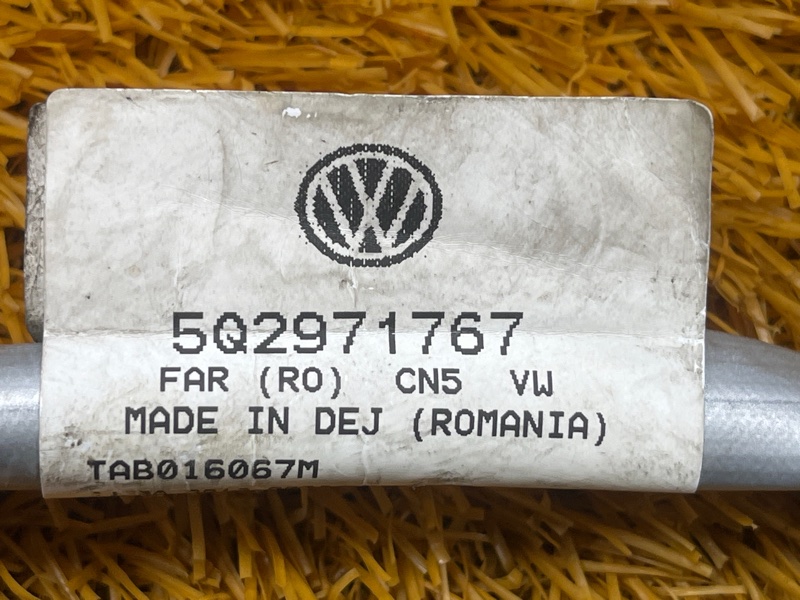 5Q2971767
FAR (RO) CN5 VW
MADE IN DEJ (ROMANIA)
TAB016067M